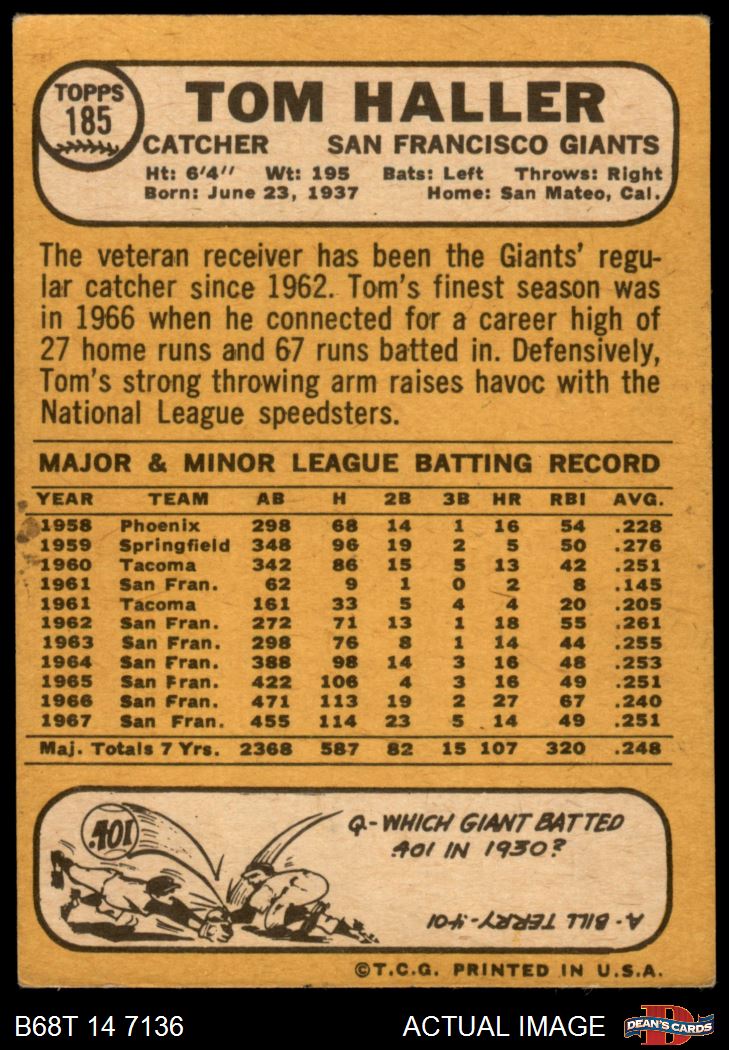 TOPPS
185
TOM HALLER
CATCHER SAN FRANCISCO GIANTS
Ht: 6'4" Wt: 195 Bats: Left Throws: Right
Born: June 23, 1937 Home: San Mateo, Cal.
The veteran receiver has been the Giants' regu-
lar catcher since 1962. Tom's finest season was
in 1966 when he connected for a career high of
27 home runs and 67 runs batted in. Defensively,
Tom's strong throwing arm raises havoc with the
National League speedsters.
MAJOR & MINOR LEAGUE BATTING RECORD
YEAR TEAM AB H 2B 3B HR RBI AVG.
1958 Phoenix 298 68 14 1 16 54 .228
1959 Springfield 348 96 19 2 5 50 .276
1960 Tacoma 342 86 15 5 13 42 .251
1961 San Fran. 62 9 1 0 2 8 .145
1961 Tacoma 161 33 5 4 4 20 .205
1962 San Fran. 272 71 13 1 18 55 .261
1963 San Fran. 298 76 8 1 14 44 .255
1964 San Fran. 388 98 14 3 16 48 .253
1965 San Fran. 422 106 4 3 16 49 .251
1966 San Fran. 471 113 19 2 27 67 .240
1967 San Fran. 455 114 23 5 14 49 .251
Maj. Totals 7 Yrs. 2368 587 82 15 107 320 .248
.401
Q-WHICH GIANT BATTED
.401 IN 1930?
A-BILL TERRY-.401
©T.C.G. PRINTED IN U.S.A.
B68T 14 7136 ACTUAL IMAGE
D
DEAN'S CARDS